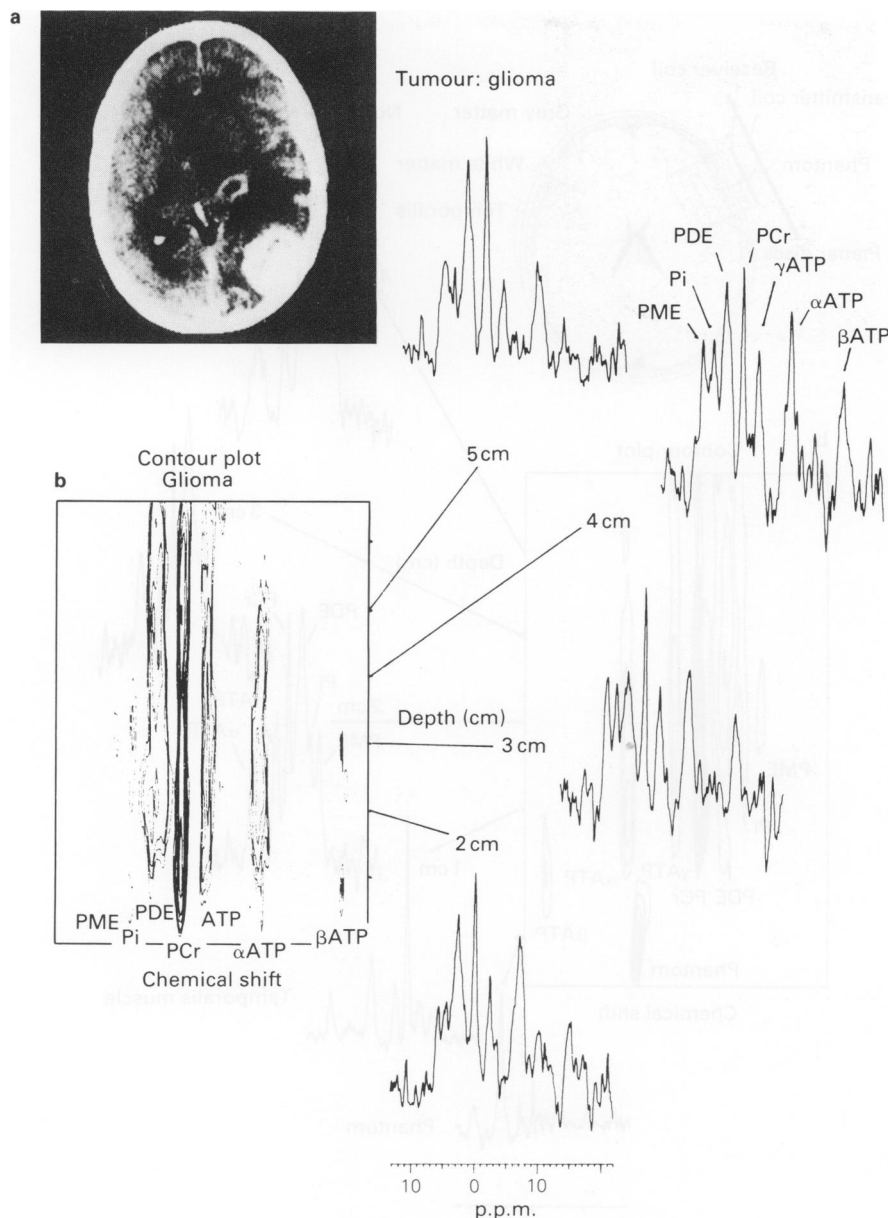 a
Tumour: glioma
PDE
PCr
Pi
γATP
PME
αATP
βATP
5 cm
Contour plot
b
Glioma
4 cm
Depth (cm)
3 cm
2 cm
PME
PDE
ATP
Pi
PCr
αATP
βATP
Chemical shift
10 0 10
p.p.m.